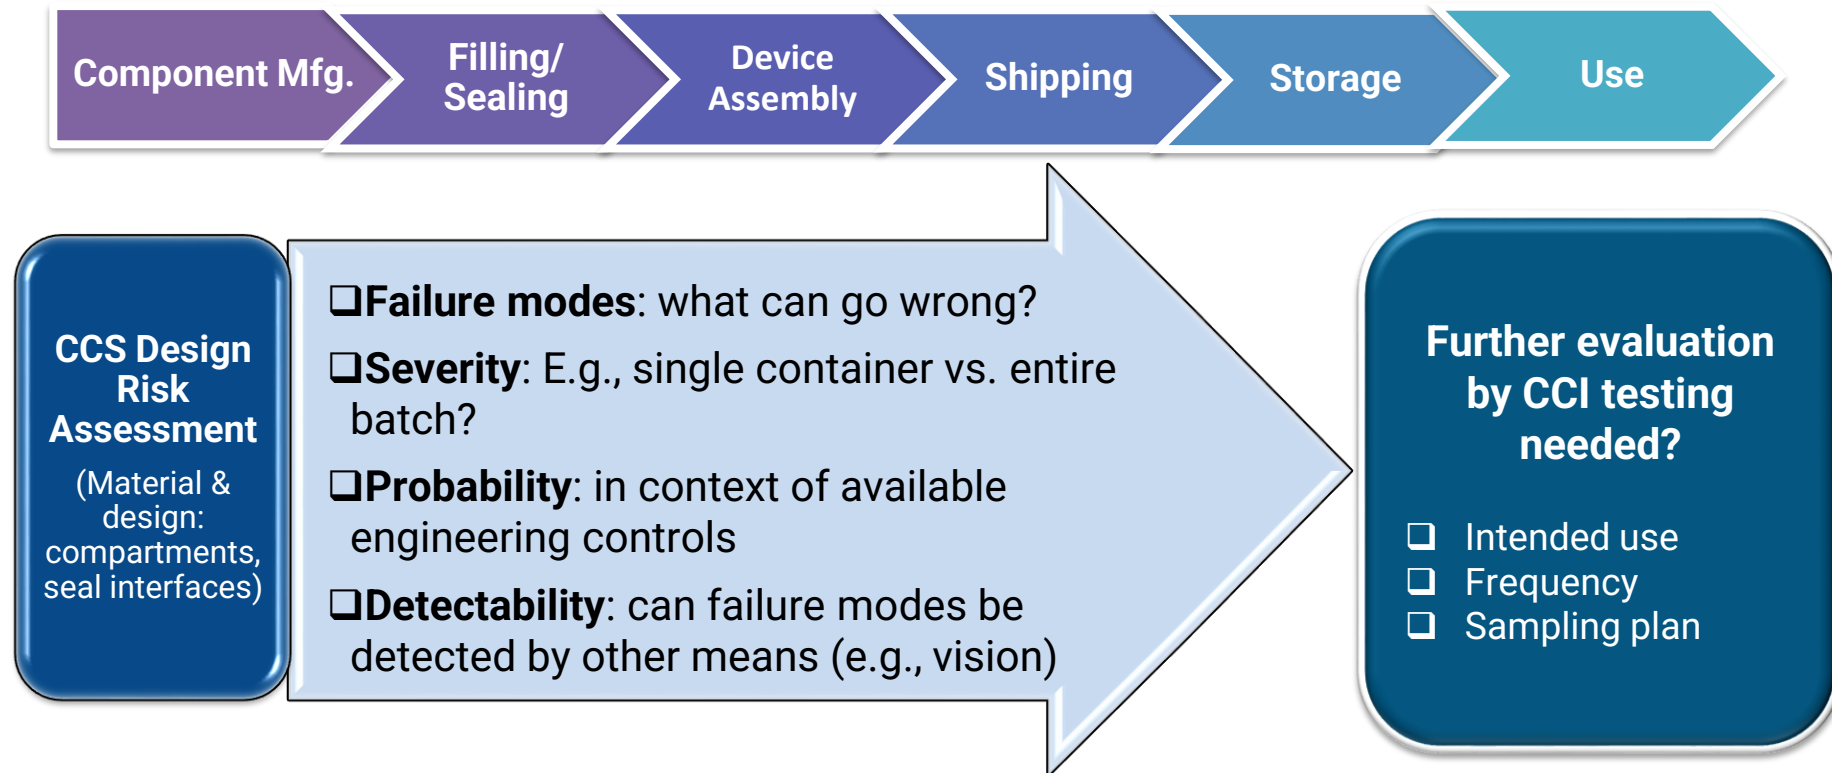 Component Mfg.
Filling/
Sealing
Device
Assembly
Shipping
Storage
Use
CCS Design
Risk
Assessment
(Material &
design:
compartments,
seal interfaces)
❑Failure modes: what can go wrong?
❑Severity: E.g., single container vs. entire
batch?
❑Probability: in context of available
engineering controls
❑Detectability: can failure modes be
detected by other means (e.g., vision)
Further evaluation
by CCI testing
needed?
❑ Intended use
❑ Frequency
❑ Sampling plan